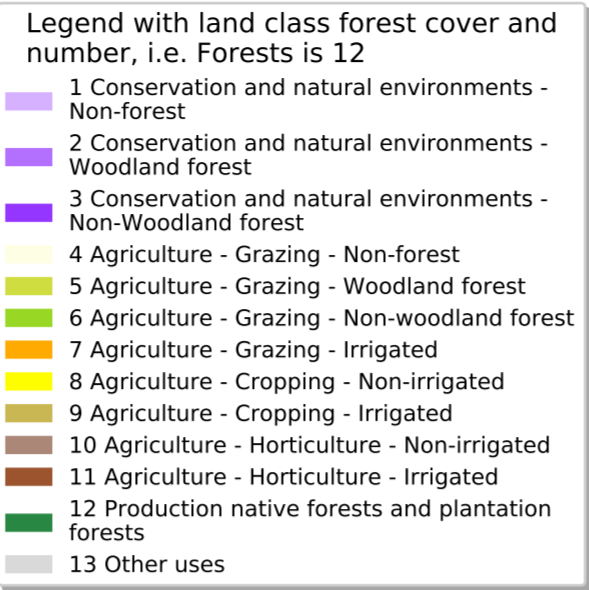 Legend with land class forest cover and
number, i.e. Forests is 12
1 Conservation and natural environments -
Non-forest
2 Conservation and natural environments -
Woodland forest
3 Conservation and natural environments -
Non-Woodland forest
4 Agriculture - Grazing - Non-forest
5 Agriculture - Grazing - Woodland forest
6 Agriculture - Grazing - Non-woodland forest
7 Agriculture - Grazing - Irrigated
8 Agriculture - Cropping - Non-irrigated
9 Agriculture - Cropping - Irrigated
10 Agriculture - Horticulture - Non-irrigated
11 Agriculture - Horticulture - Irrigated
12 Production native forests and plantation
forests
13 Other uses